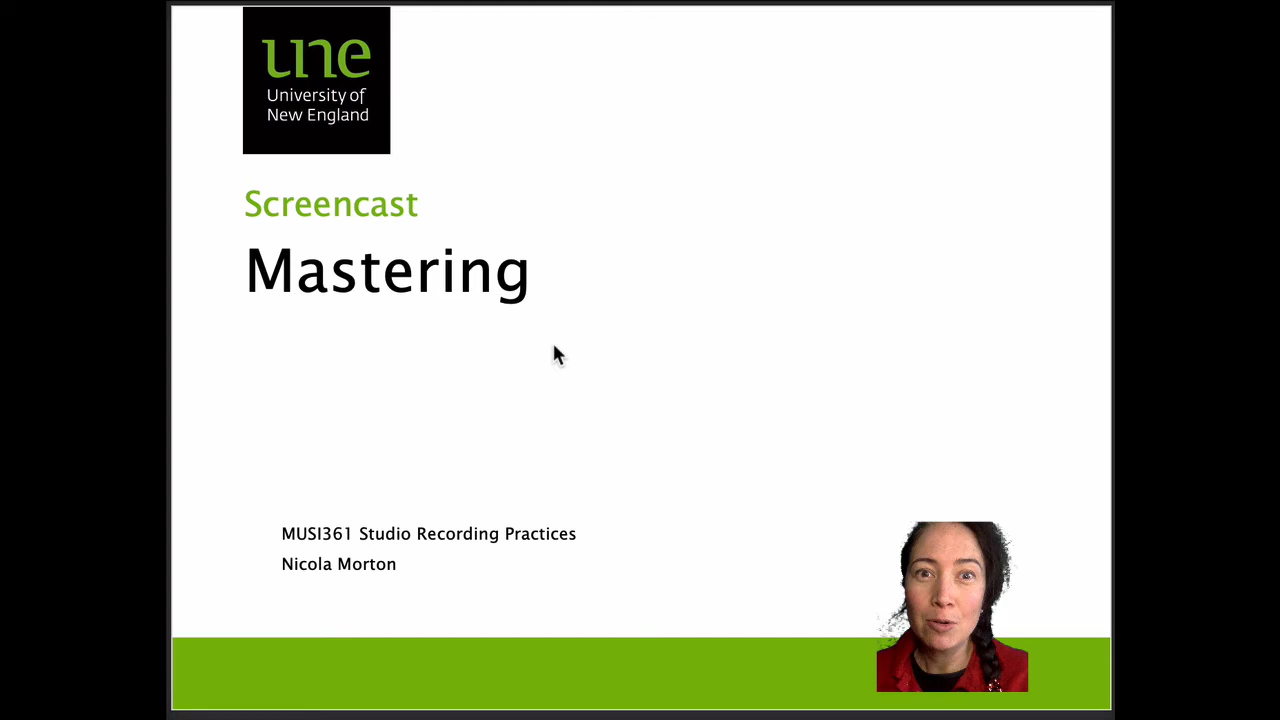 une
University of
New England
Screencast
Mastering
MUSI361 Studio Recording Practices
Nicola Morton